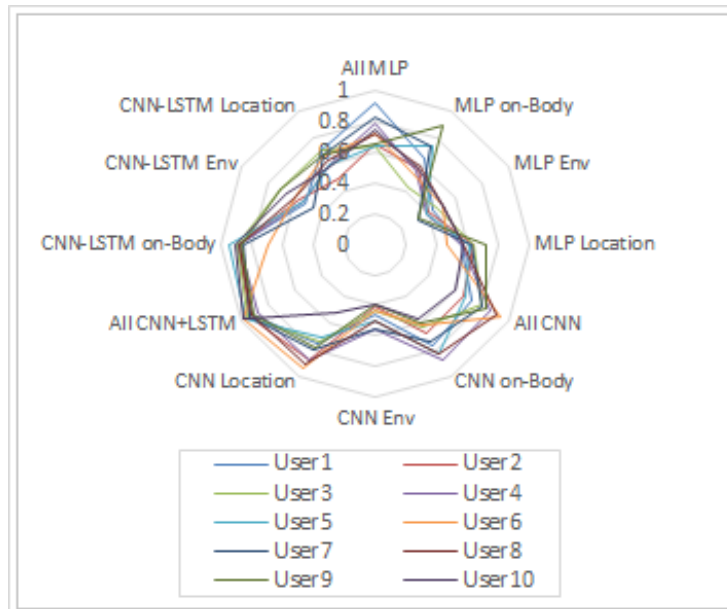 All MLP
MLP on-Body
MLP Env
MLP Location
All CNN
CNN on-Body
CNN Env
CNN Location
All CNN+LSTM
CNN-LSTM on-Body
CNN-LSTM Env
CNN-LSTM Location
1
0.8
0.6
0.4
0.2
0
User1
User2
User3
User4
User5
User6
User7
User8
User9
User10